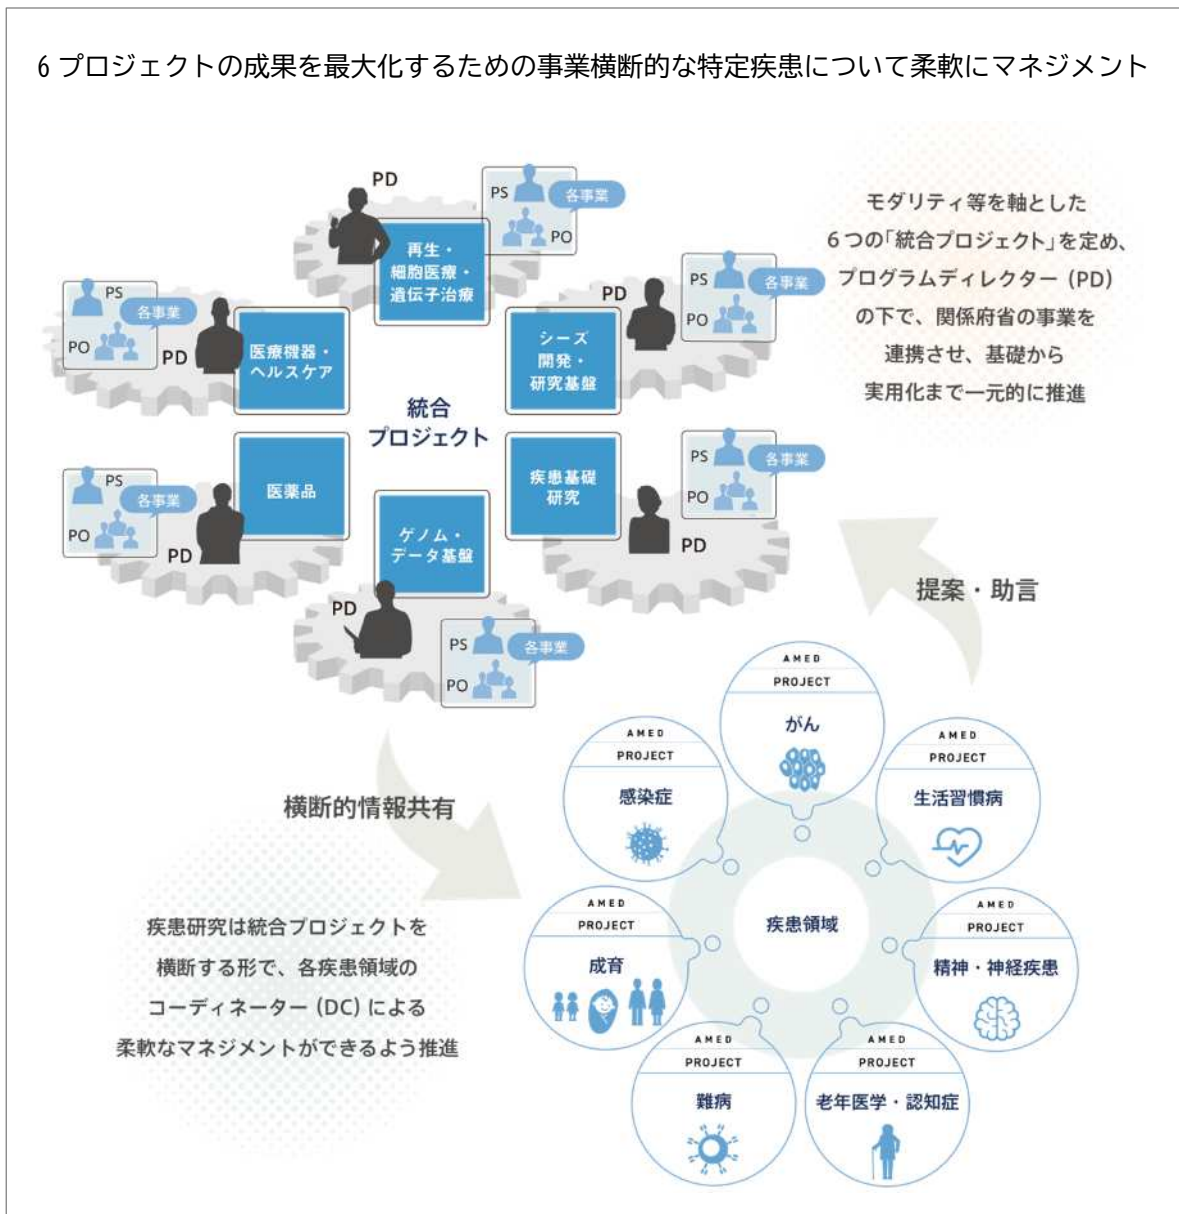 6 プロジェクトの成果を最大化するための事業横断的な特定疾患について柔軟にマネジメント
PD
PS
各事業
PO
再生・
細胞医療・
遺伝子治療
モダリティ等を軸とした
6つの「統合プロジェクト」を定め、
プログラムディレクター (PD)
の下で、関係府省の事業を
連携させ、基礎から
実用化まで一元的に推進
PS
各事業
PO
PD
医療機器・
ヘルスケア
シーズ
開発・
研究基盤
PD
PS
各事業
PO
統合
プロジェクト
PS
各事業
PO
PD
医薬品
疾患基礎
研究
PD
PS
各事業
PO
ゲノム・
データ基盤
PD
PS
各事業
PO
提案・助言
横断的情報共有
疾患研究は統合プロジェクトを
横断する形で、各疾患領域の
コーディネーター (DC) による
柔軟なマネジメントができるよう推進
AMED
PROJECT
がん
AMED
PROJECT
感染症
AMED
PROJECT
生活習慣病
疾患領域
AMED
PROJECT
成育
AMED
PROJECT
精神・神経疾患
AMED
PROJECT
難病
AMED
PROJECT
老年医学・認知症